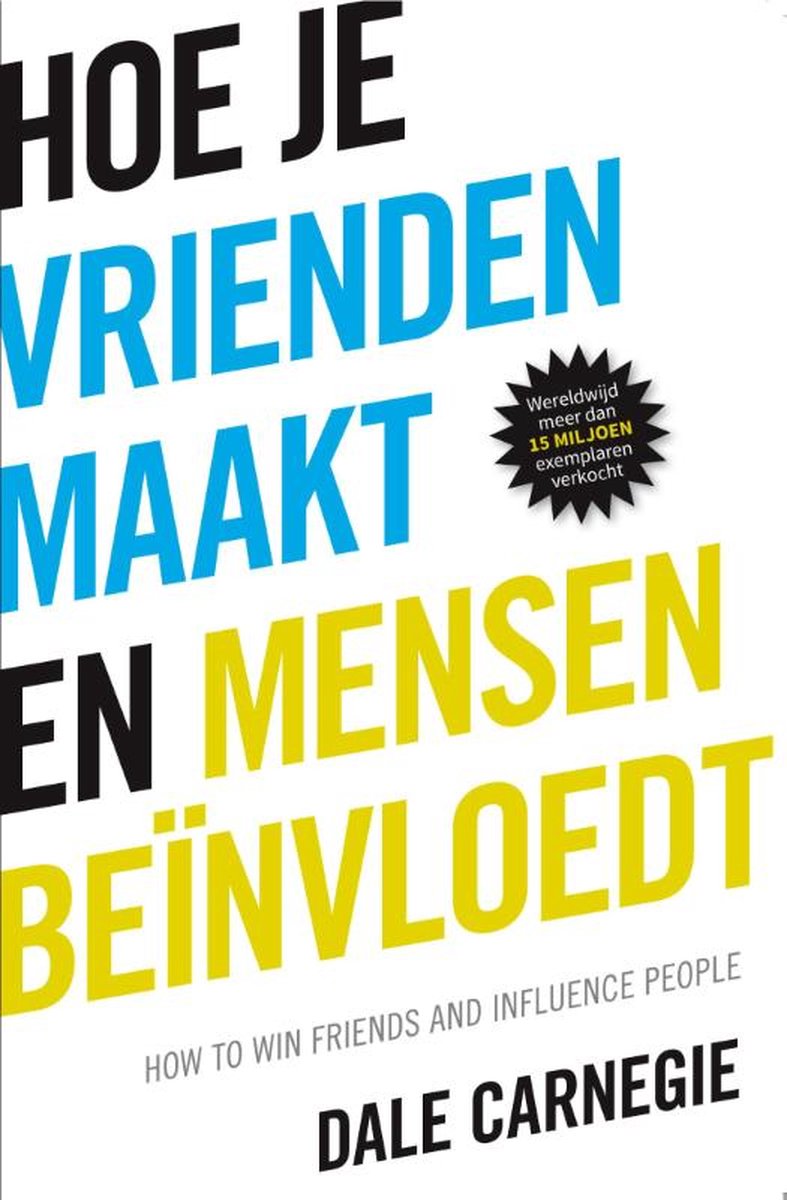 HOE JE
VRIENDEN
MAAKT
Wereldwijd
meer dan
15 MILJOEN
exemplaren
verkocht
EN MENSEN
BEÏNVLOEDT
HOW TO WIN FRIENDS AND INFLUENCE PEOPLE
DALE CARNEGIE